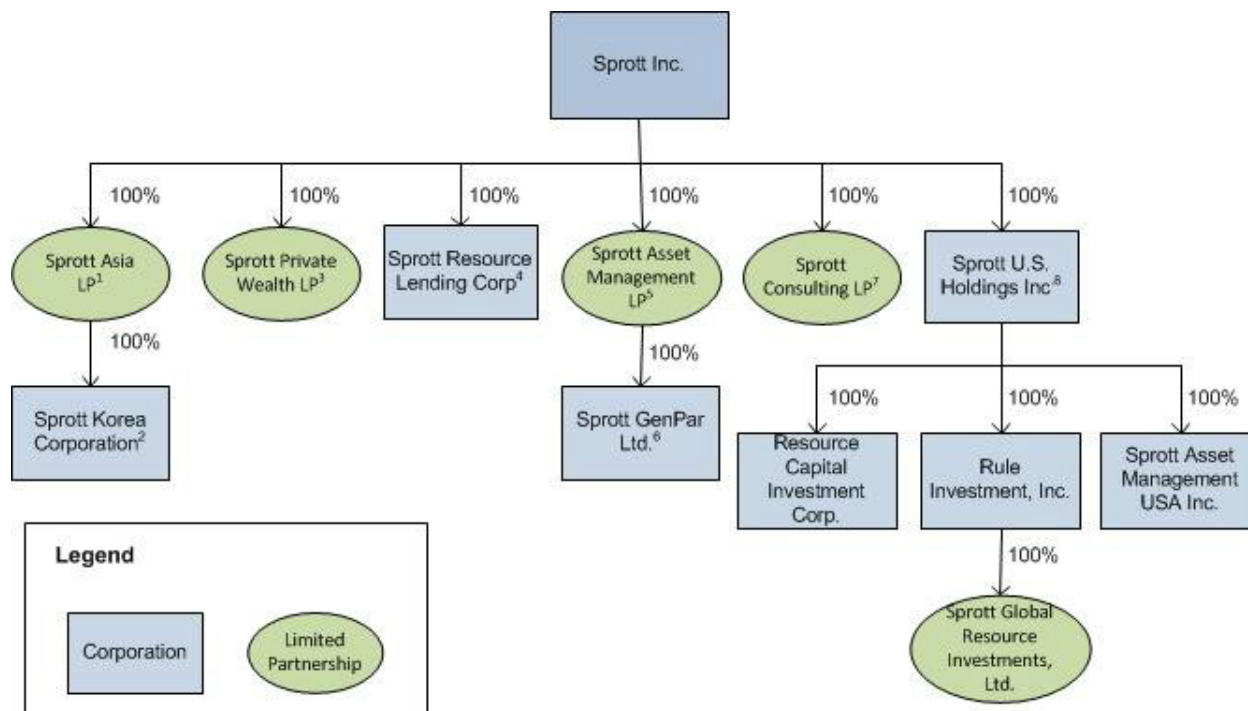 Sprott Inc.
100%
100%
100%
100%
100%
100%
Sprott Asia
LP1
Sprott Private
Wealth LP3
Sprott Resource
Lending Corp4
Sprott Asset
Management
LP5
Sprott
Consulting LP7
Sprott U.S.
Holdings Inc.8
100%
100%
Sprott Korea
Corporation2
Sprott GenPar
Ltd.6
100%
100%
100%
Resource
Capital
Investment
Corp.
Rule
Investment, Inc.
Sprott Asset
Management
USA Inc.
100%
Sprott Global
Resource
Investments,
Ltd.
Legend
Corporation
Limited
Partnership